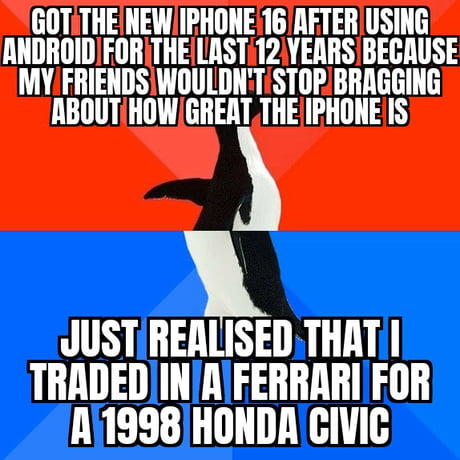 GOT THE NEW IPHONE 16 AFTER USING
ANDROID FOR THE LAST 12 YEARS BECAUSE
MY FRIENDS WOULDN'T STOP BRAGGING
ABOUT HOW GREAT THE IPHONE IS
JUST REALISED THAT I
TRADED IN A FERRARI FOR
A 1998 HONDA CIVIC